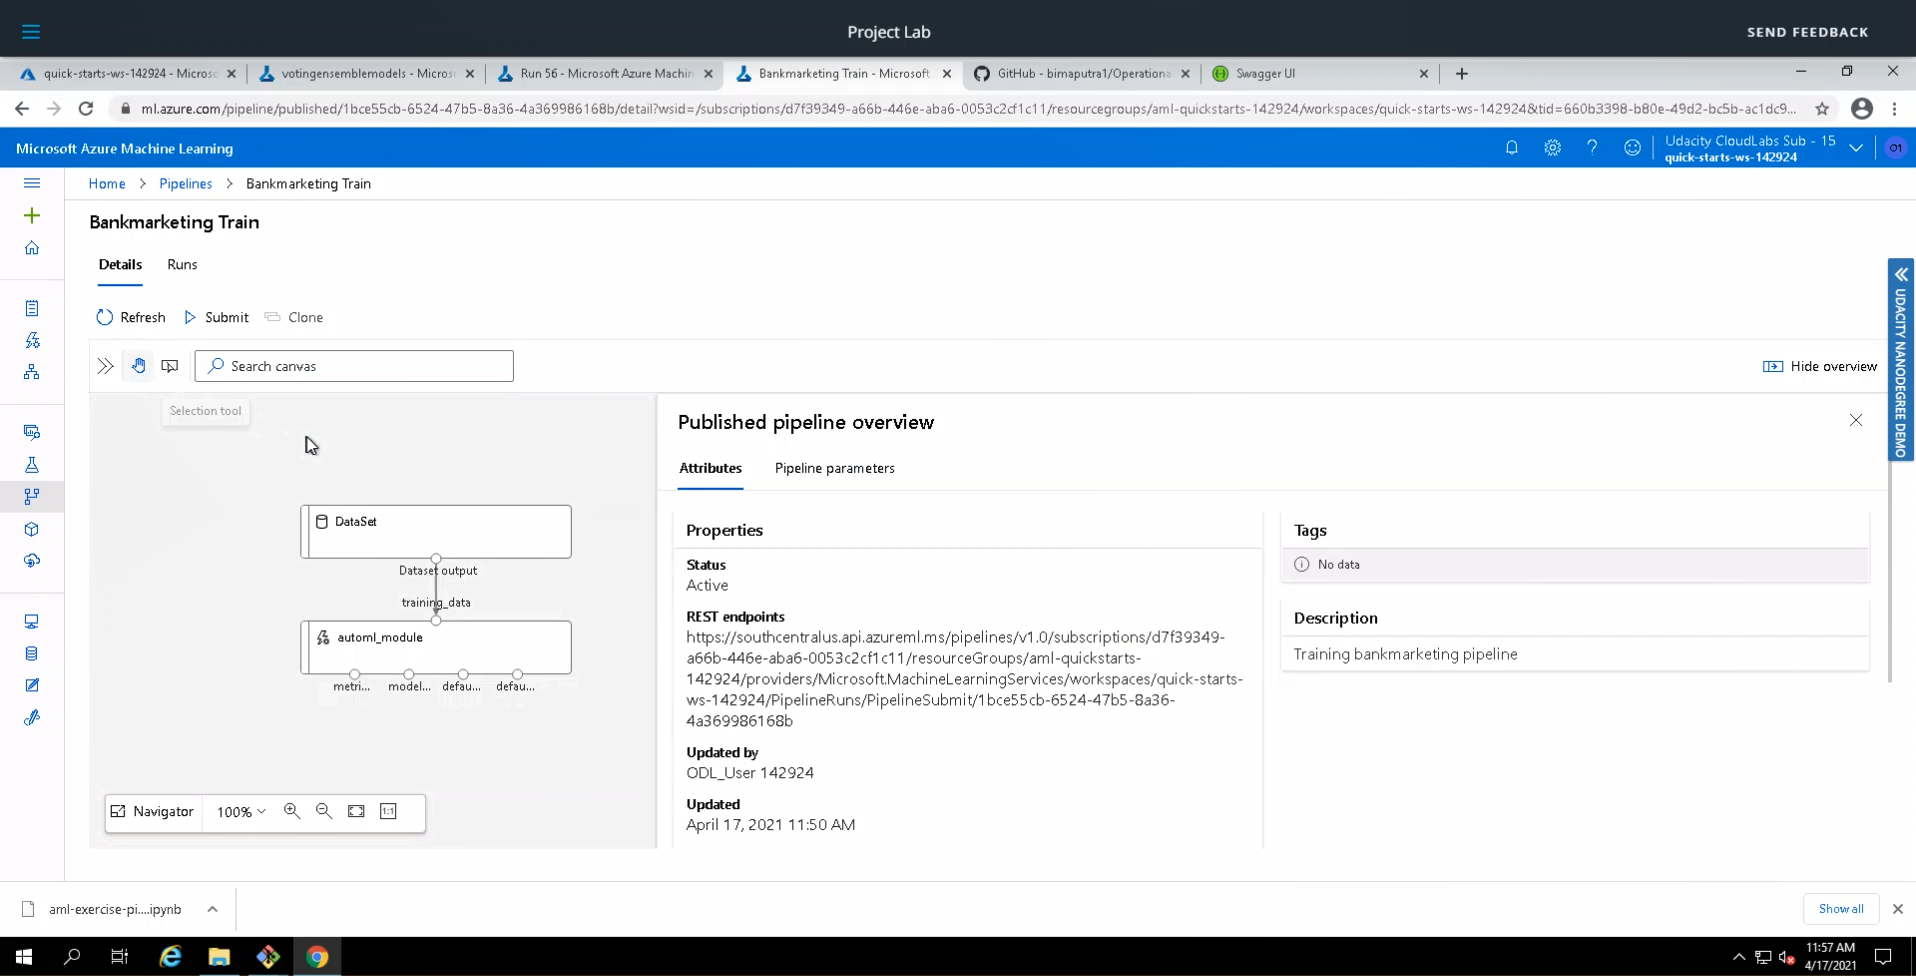 Project Lab
SEND FEEDBACK
quick-starts-ws-142924 - Microso
votingensemblemodels - Microso
Run 56 - Microsoft Azure Machin
Bankmarketing Train - Microsoft
GitHub - bimaputra1/Operationa
Swagger UI
ml.azure.com/pipeline/published/1bce55cb-6524-47b5-8a36-4a369986168b/detail?wsid=/subscriptions/d7f39349-a66b-446e-aba6-0053c2cf1c11/resourcegroups/aml-quickstarts-142924/workspaces/quick-starts-ws-142924&tid=660b3398-b80e-49d2-bc5b-ac1dc9...
Microsoft Azure Machine Learning
Udacity CloudLabs Sub - 15
quick-starts-ws-142924
O1
Home > Pipelines > Bankmarketing Train
Bankmarketing Train
Details Runs
Refresh Submit Clone
Search canvas
Hide overview
UDACITY NANODEGREE DEMO
Selection tool
Published pipeline overview
Attributes Pipeline parameters
DataSet
Dataset output
training_data
automl_module
metri... model... defau... defau...
Navigator 100% 1:1
Properties
Status
Active
REST endpoints
https://southcentralus.api.azureml.ms/pipelines/v1.0/subscriptions/d7f39349-
a66b-446e-aba6-0053c2cf1c11/resourceGroups/aml-quickstarts-
142924/providers/Microsoft.MachineLearningServices/workspaces/quick-starts-
ws-142924/PipelineRuns/PipelineSubmit/1bce55cb-6524-47b5-8a36-
4a369986168b
Updated by
ODL_User 142924
Updated
April 17, 2021 11:50 AM
Tags
No data
Description
Training bankmarketing pipeline
aml-exercise-pi....ipynb
Show all
11:57 AM
4/17/2021